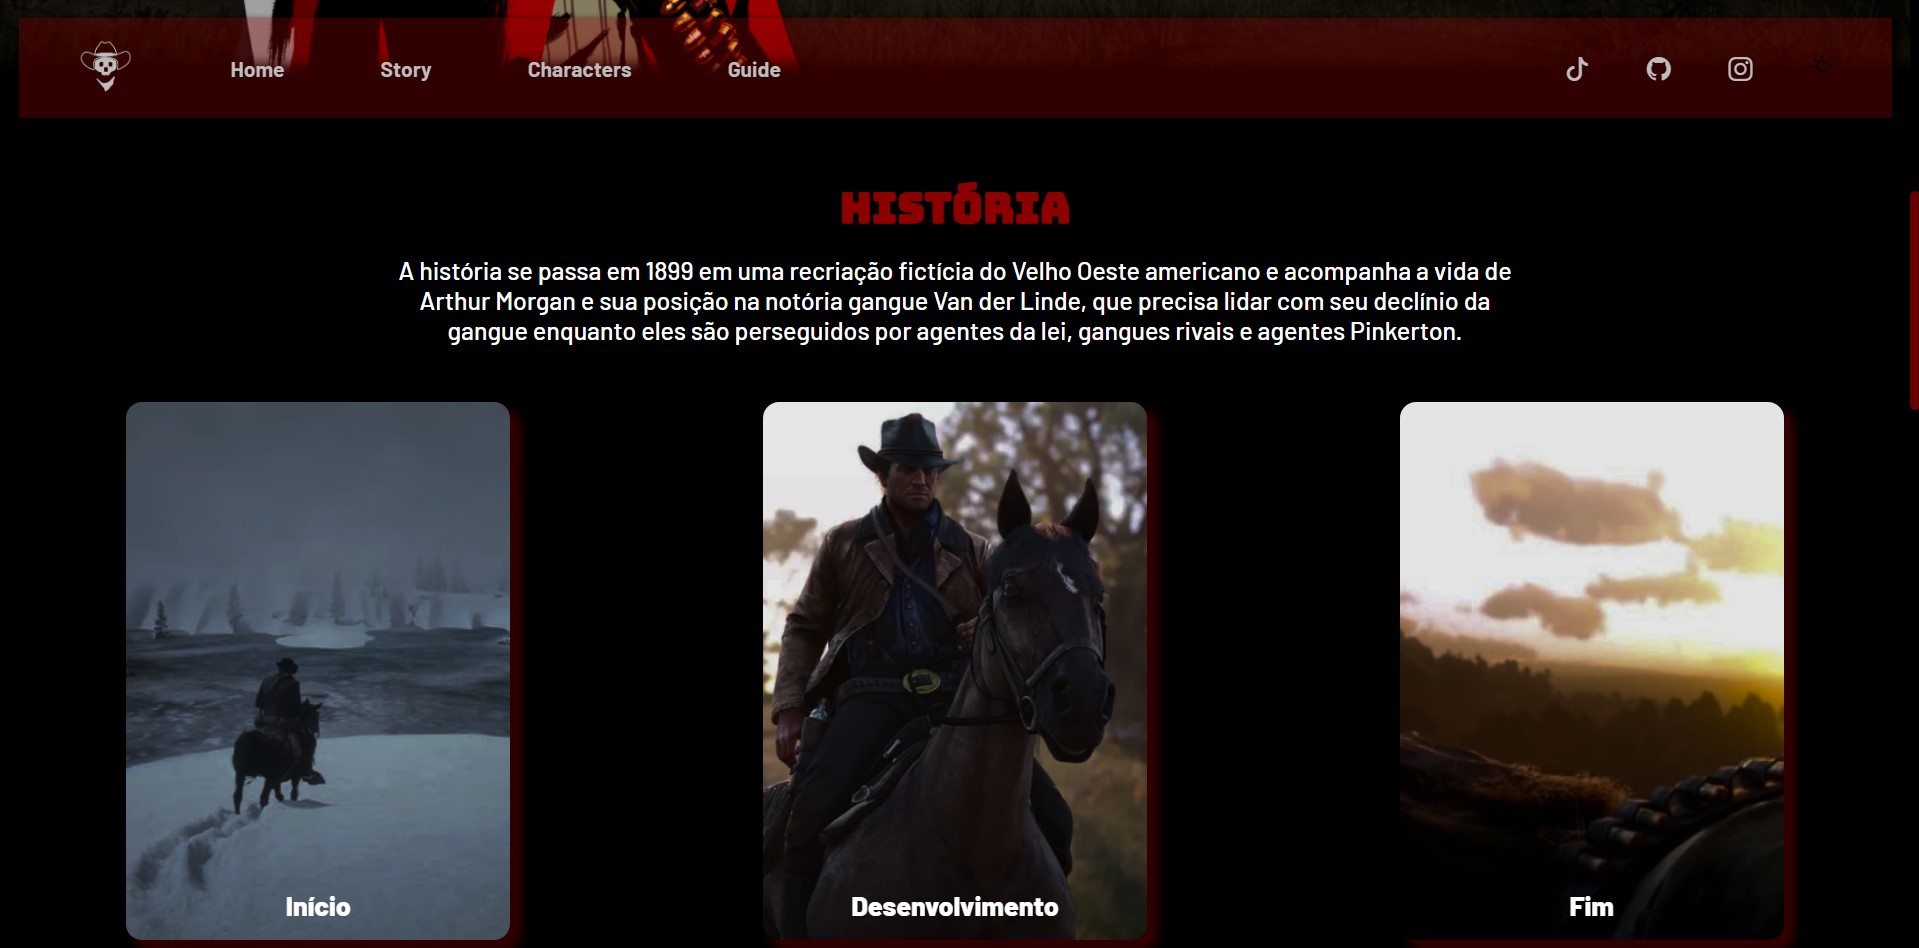 Home
Story
Characters
Guide
HISTÓRIA
A história se passa em 1899 em uma recriação fictícia do Velho Oeste americano e acompanha a vida de
Arthur Morgan e sua posição na notória gangue Van der Linde, que precisa lidar com seu declínio da
gangue enquanto eles são perseguidos por agentes da lei, gangues rivais e agentes Pinkerton.
Início
Desenvolvimento
Fim